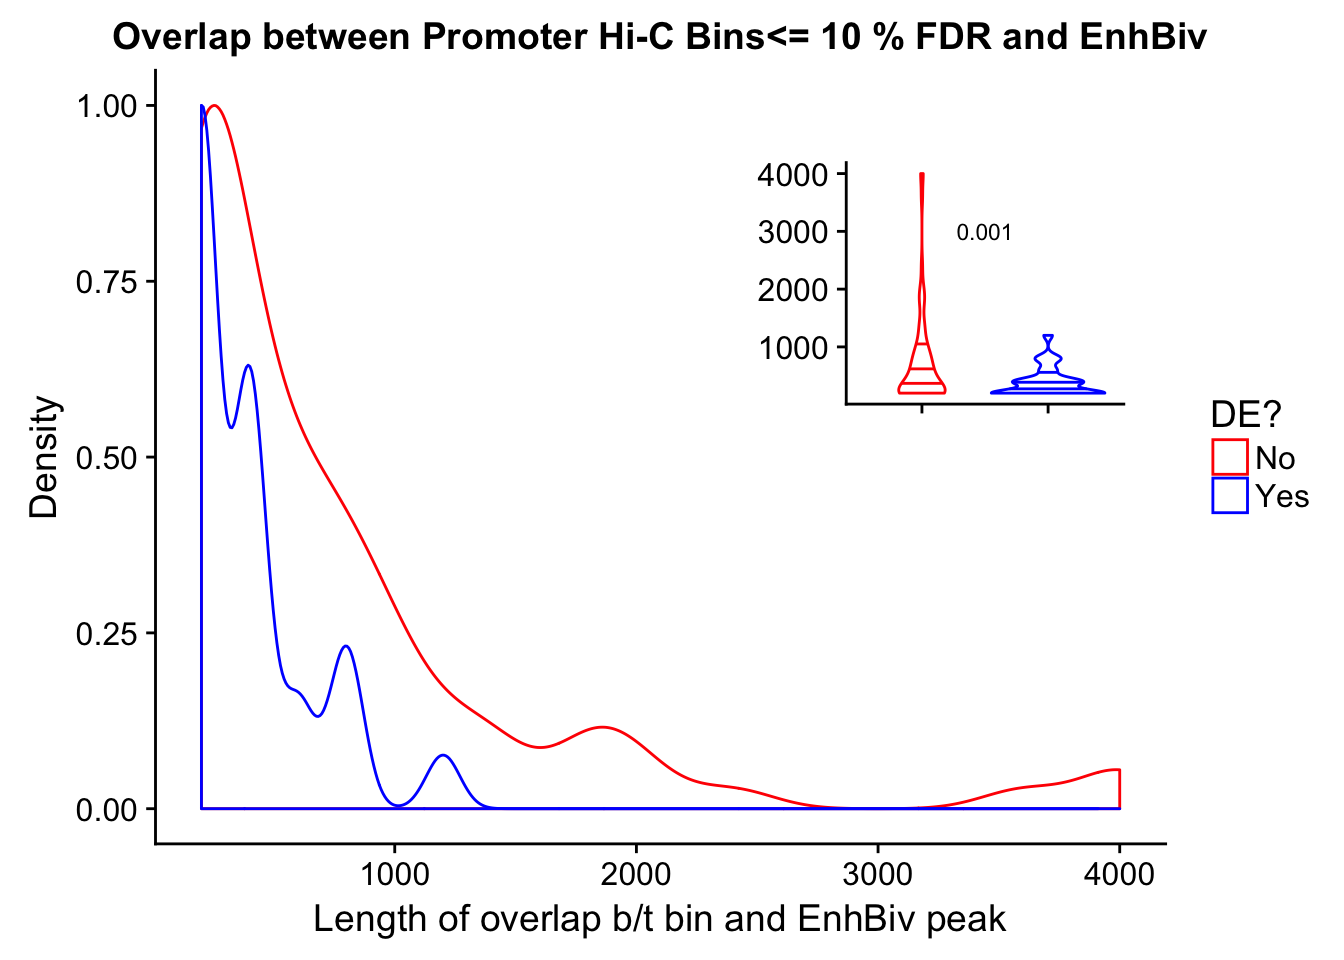 Overlap between Promoter Hi-C Bins<= 10 % FDR and EnhBiv
Density
1.00
0.75
0.50
0.25
0.00
1000
2000
3000
4000
Length of overlap b/t bin and EnhBiv peak
4000
3000
2000
1000
0.001
DE?
No
Yes